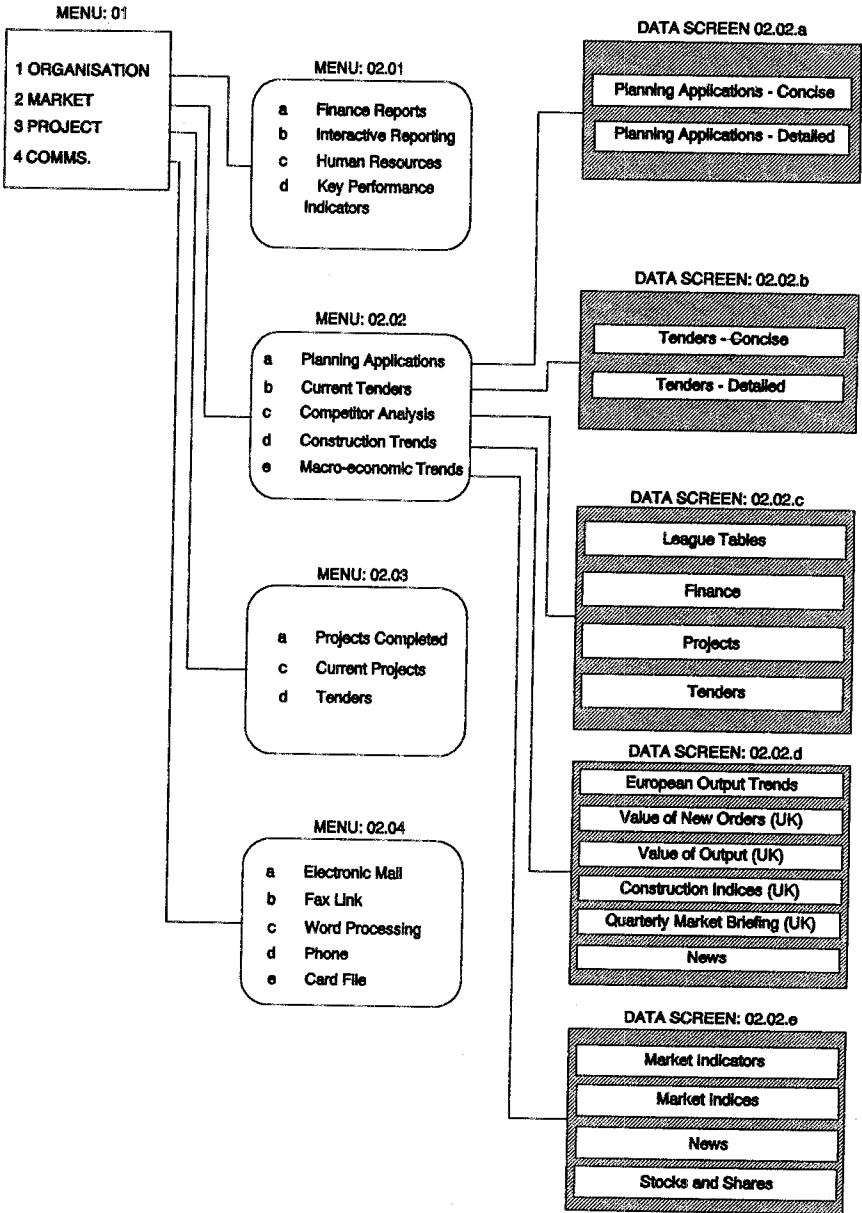 MENU: 01
1 ORGANISATION
2 MARKET
3 PROJECT
4 COMMS.
MENU: 02.01
a Finance Reports
b Interactive Reporting
c Human Resources
d Key Performance
Indicators
MENU: 02.02
a Planning Applications
b Current Tenders
c Competitor Analysis
d Construction Trends
e Macro-economic Trends
MENU: 02.03
a Projects Completed
c Current Projects
d Tenders
MENU: 02.04
a Electronic Mail
b Fax Link
c Word Processing
d Phone
e Card File
DATA SCREEN 02.02.a
Planning Applications - Concise
Planning Applications - Detailed
DATA SCREEN: 02.02.b
Tenders - Concise
Tenders - Detailed
DATA SCREEN: 02.02.c
League Tables
Finance
Projects
Tenders
DATA SCREEN: 02.02.d
European Output Trends
Value of New Orders (UK)
Value of Output (UK)
Construction Indices (UK)
Quarterly Market Briefing (UK)
News
DATA SCREEN: 02.02.e
Market Indicators
Market Indices
News
Stocks and Shares